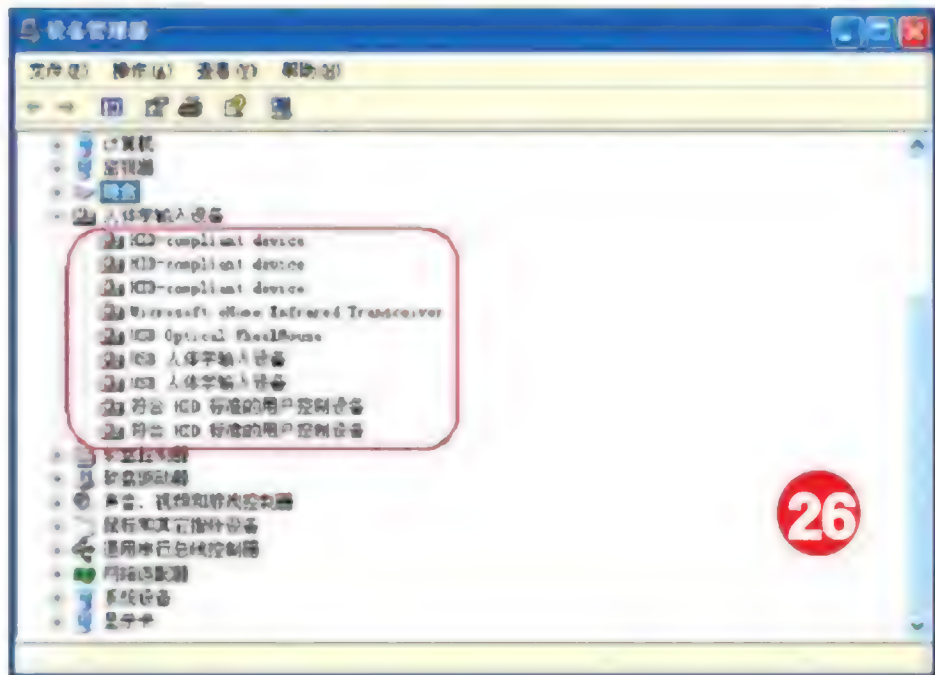 设备管理器
文件(F) 操作(A) 查看(V) 帮助(H)
计算机
监视器
键盘
人体学输入设备
HID-compliant device
HID-compliant device
HID-compliant device
Microsoft eHome Infrared Transceiver
USB Optical WheelMouse
USB 人体学输入设备
USB 人体学输入设备
符合 HID 标准的用户控制设备
符合 HID 标准的用户控制设备
磁盘驱动器
声音、视频和游戏控制器
鼠标和其它指针设备
通用串行总线控制器
网络适配器
系统设备
显示卡
26